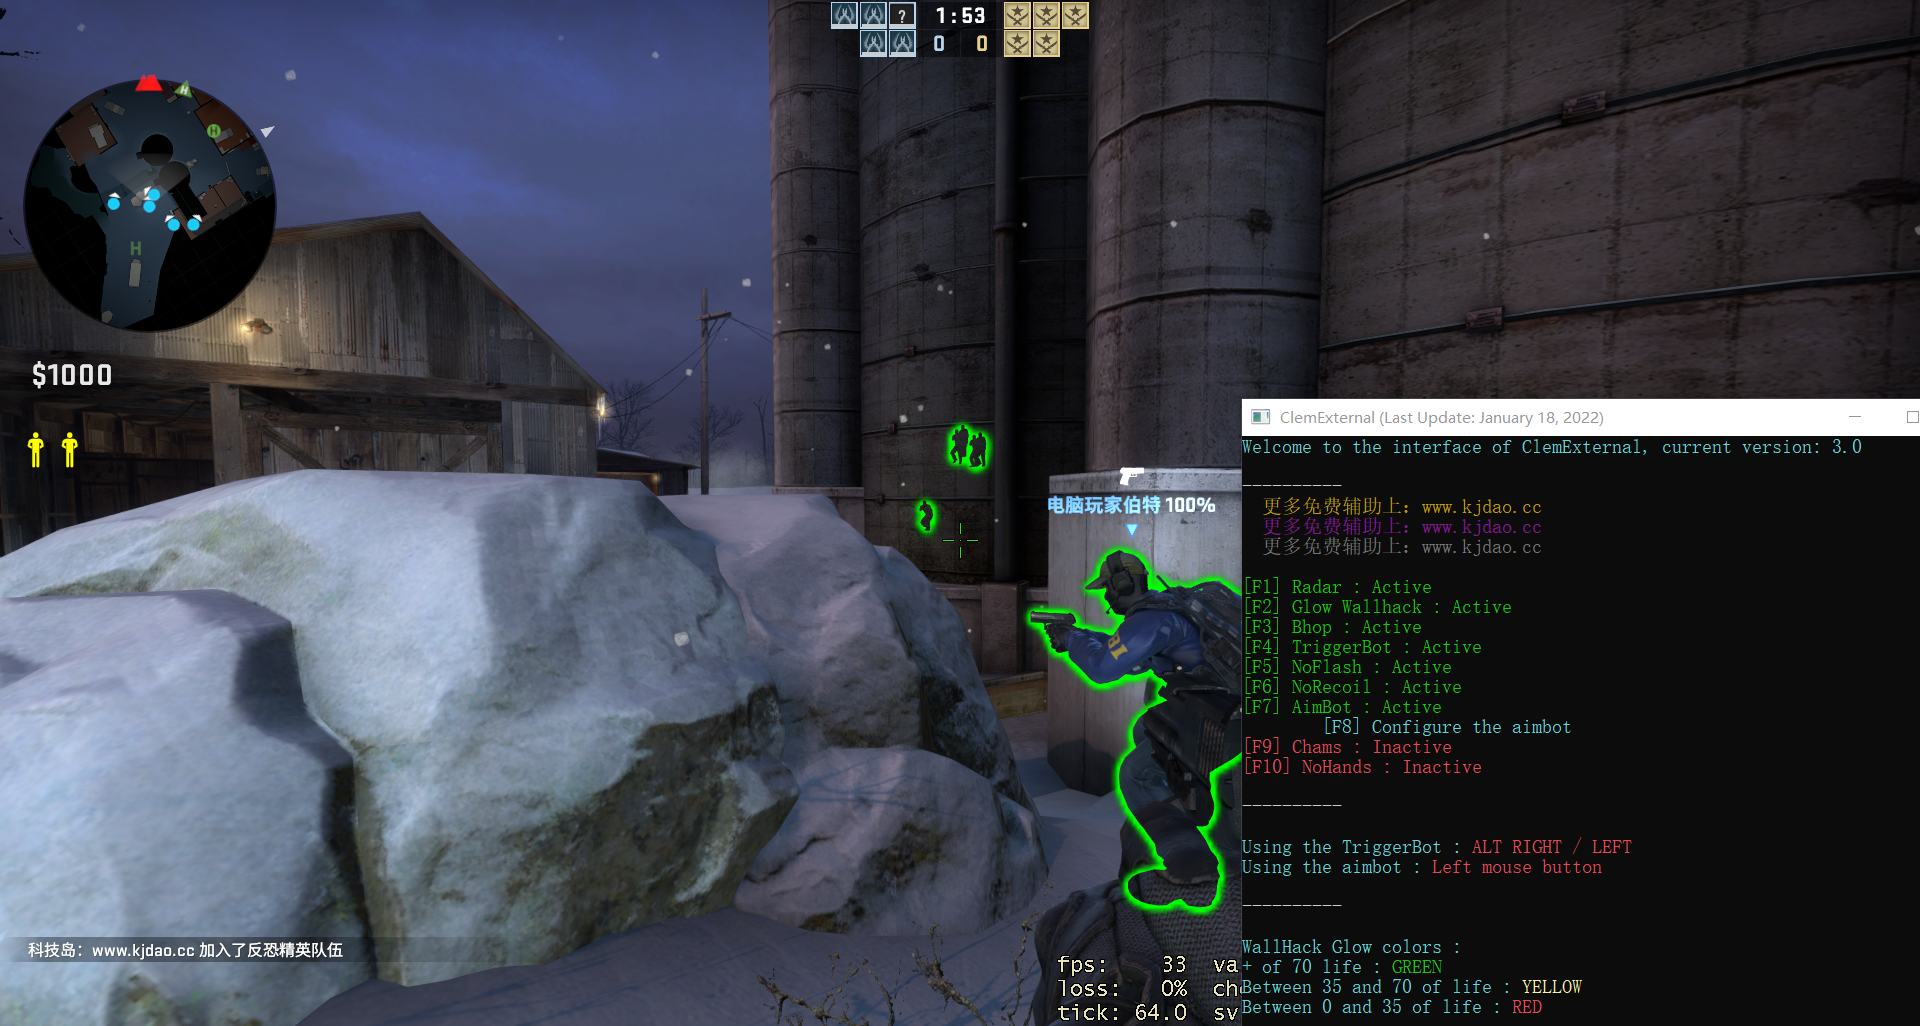 ? 1:53
0 0
H
H
H
$1000
电脑玩家伯特 100%
科技岛：www.kjdao.cc 加入了反恐精英队伍
fps: 33 va
loss: 0% ch
tick: 64.0 sv
ClemExternal (Last Update: January 18, 2022)
Welcome to the interface of ClemExternal, current version: 3.0
----------
更多免费辅助上：www.kjdao.cc
更多免费辅助上：www.kjdao.cc
更多免费辅助上：www.kjdao.cc
[F1] Radar : Active
[F2] Glow Wallhack : Active
[F3] Bhop : Active
[F4] TriggerBot : Active
[F5] NoFlash : Active
[F6] NoRecoil : Active
[F7] AimBot : Active
[F8] Configure the aimbot
[F9] Chams : Inactive
[F10] NoHands : Inactive
----------
Using the TriggerBot : ALT RIGHT / LEFT
Using the aimbot : Left mouse button
----------
WallHack Glow colors :
+ of 70 life : GREEN
Between 35 and 70 of life : YELLOW
Between 0 and 35 of life : RED